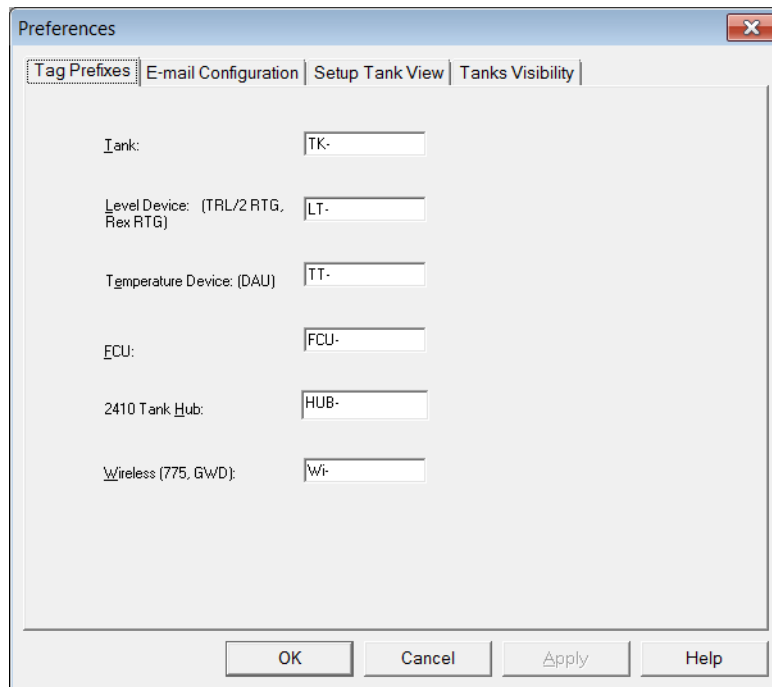 Preferences
Tag Prefixes E-mail Configuration Setup Tank View Tanks Visibility
Tank: TK-
Level Device: (TRL/2 RTG, LT-
Rex RTG)
Temperature Device: (DAU) TT-
FCU: FCU-
2410 Tank Hub: HUB-
Wireless (775, GWD): Wi-
OK Cancel Apply Help